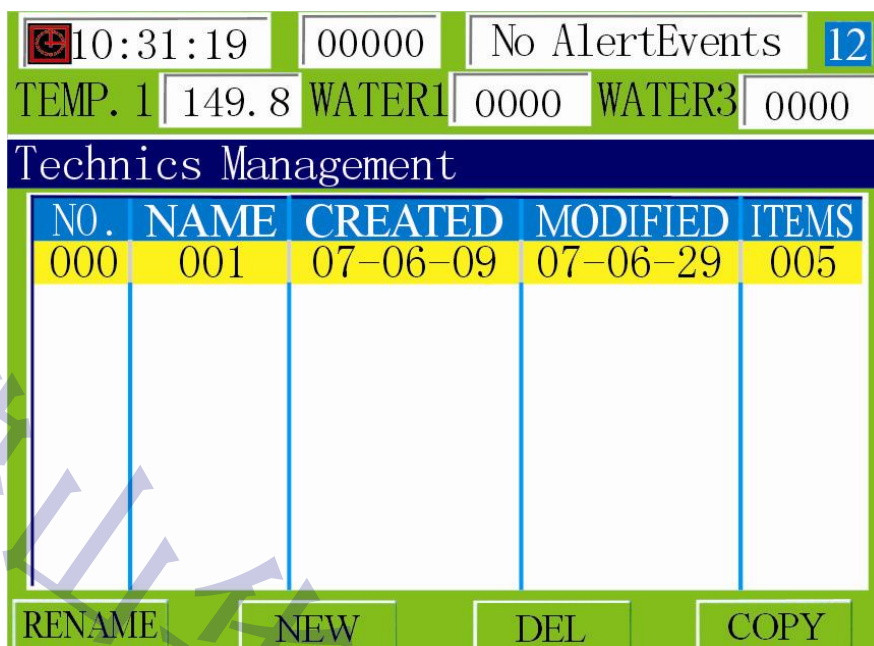 10:31:19 00000 No AlertEvents 12
TEMP. 1 149.8 WATER1 0000 WATER3 0000
Technics Management
NO. NAME CREATED MODIFIED ITEMS
000 001 07-06-09 07-06-29 005
RENAME NEW DEL COPY